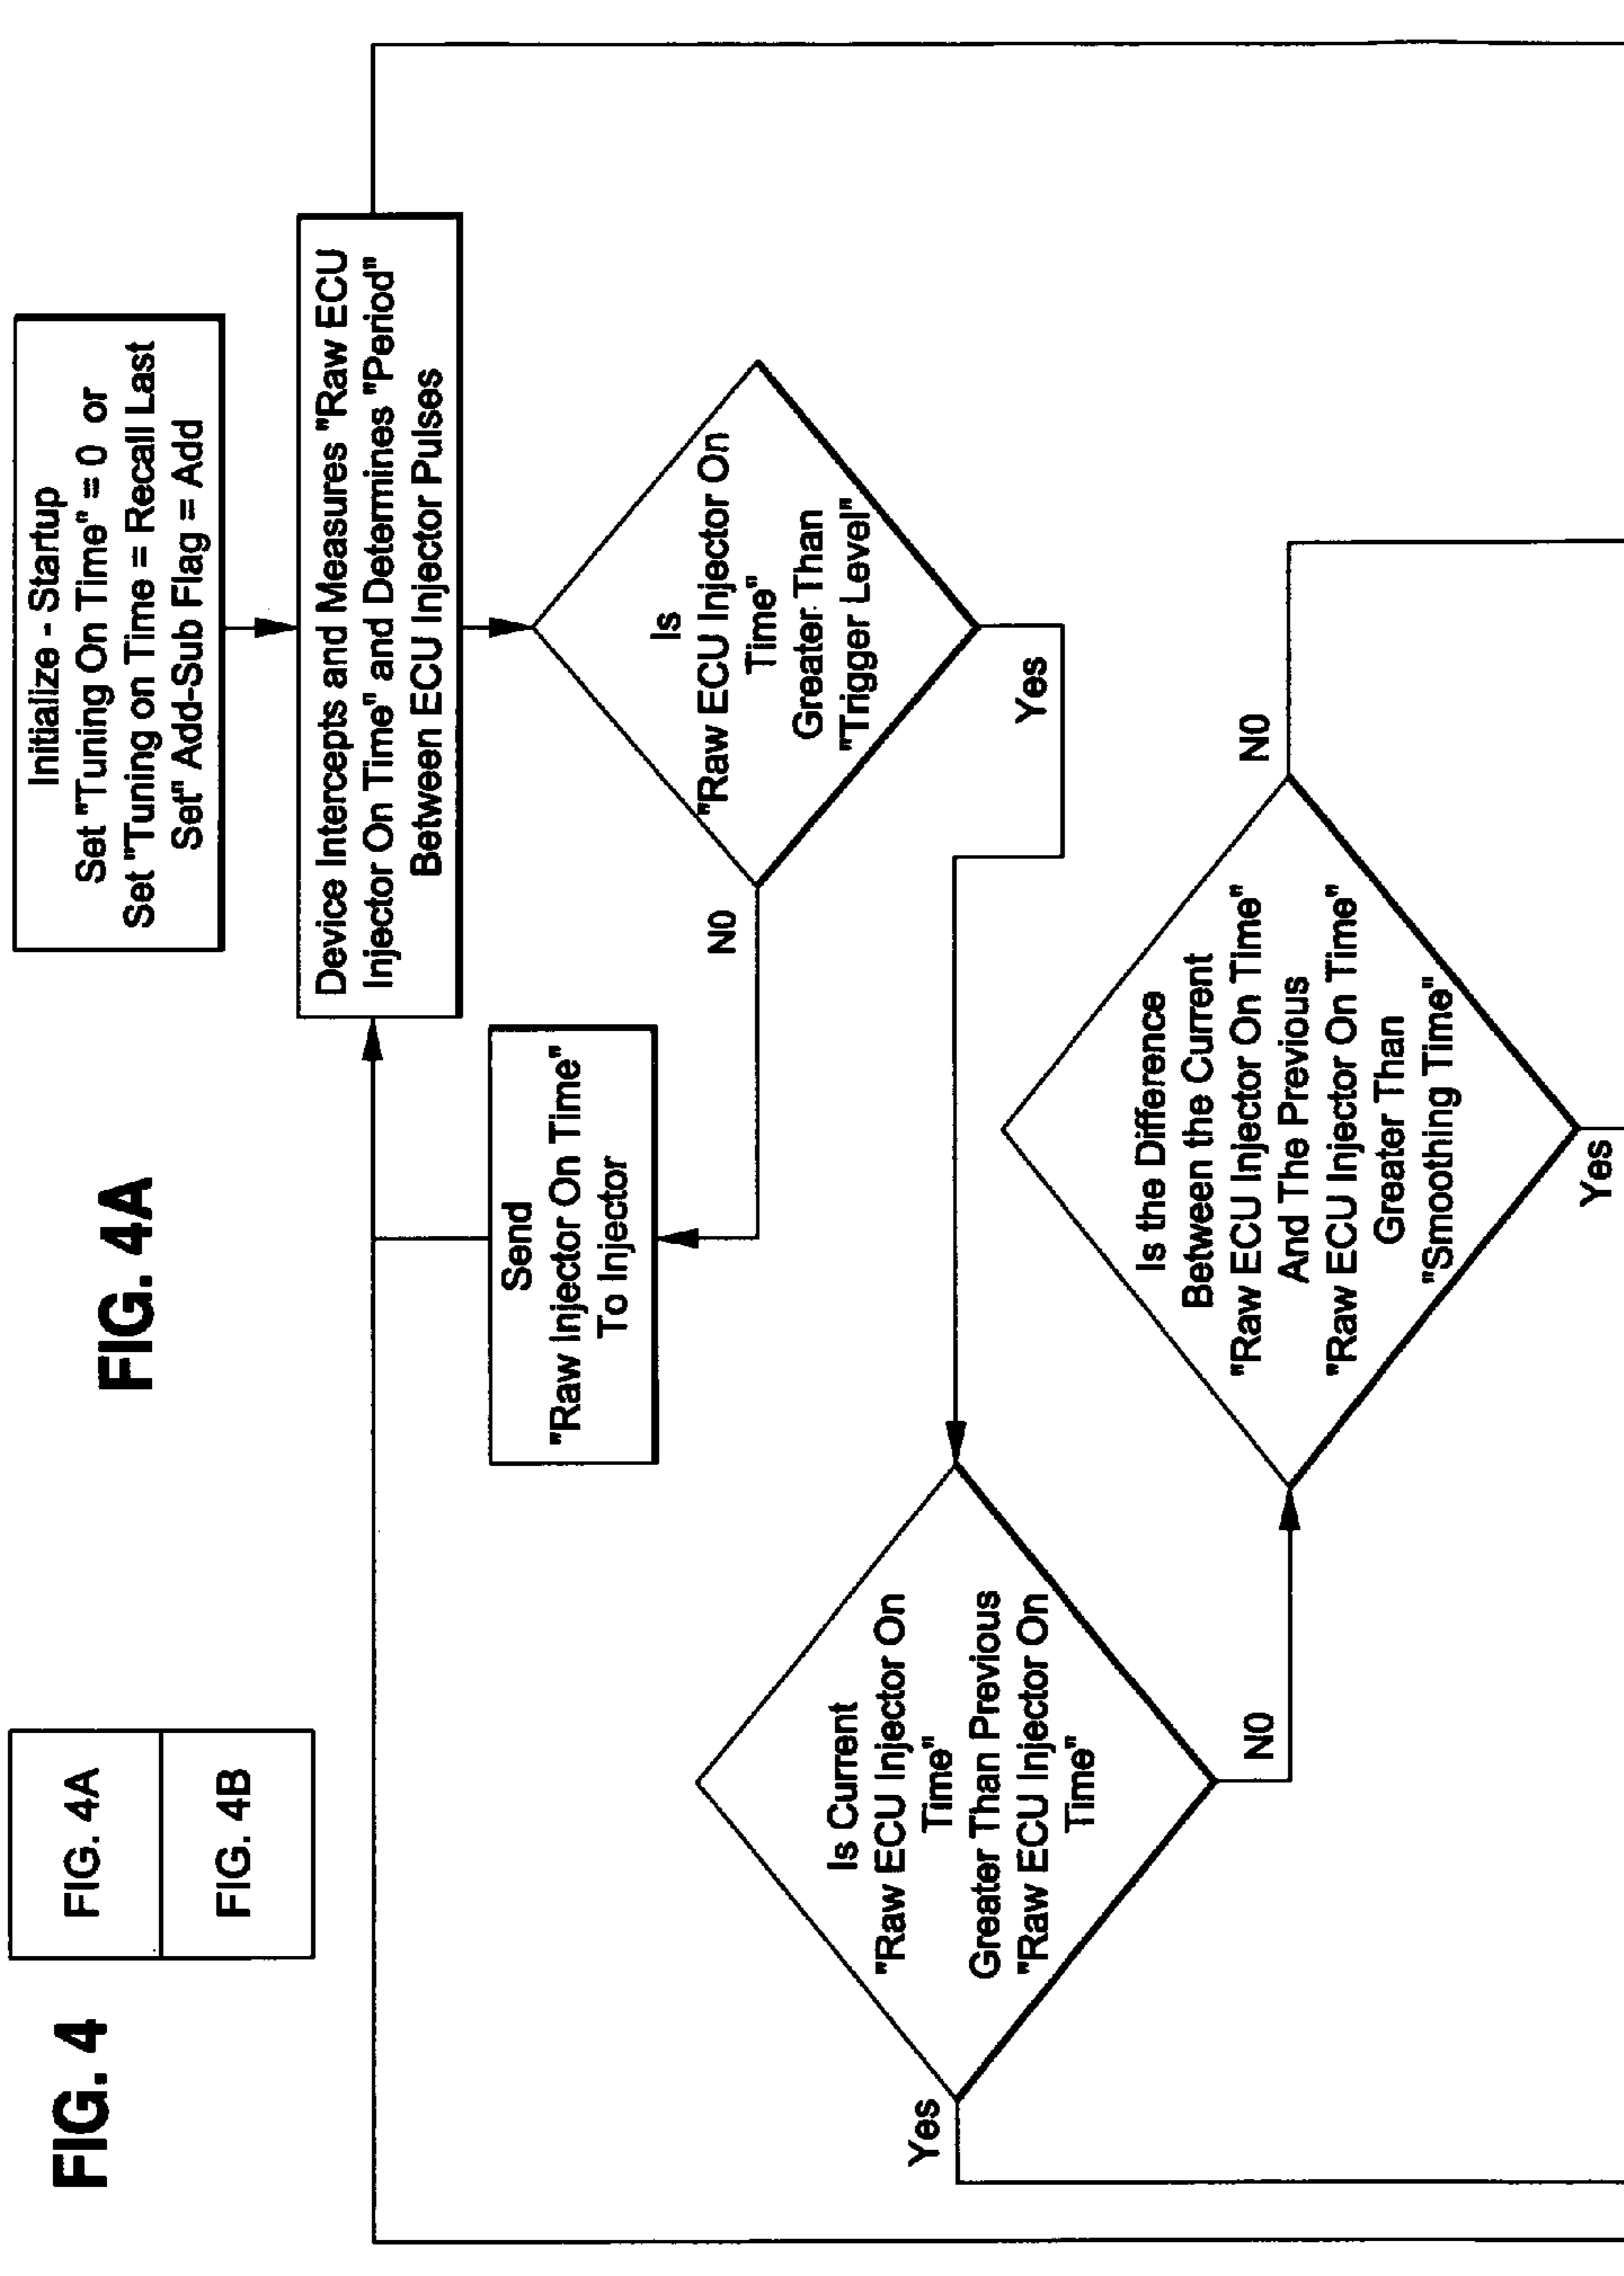 FIG. 4
FIG. 4A
FIG. 4B
FIG. 4A
Initialize - Startup
Set "Tuning On Time" = 0 or
Set "Tuning on Time = Recall Last
Set" Add-Sub Flag = Add
Device Intercepts and Measures "Raw ECU
Injector On Time" and Determines "Period"
Between ECU Injector Pulses
Send
"Raw Injector On Time"
To Injector
N0
Is
"Raw ECU Injector On
Time"
Greater Than
"Trigger Level"
Yes
Yes
Is Current
"Raw ECU Injector On
Time"
Greater Than Previous
"Raw ECU Injector On
Time"
N0
Is the Difference
Between the Current
"Raw ECU Injector On Time"
And The Previous
"Raw ECU Injector On Time"
Greater Than
"Smoothing Time"
N0
Yes